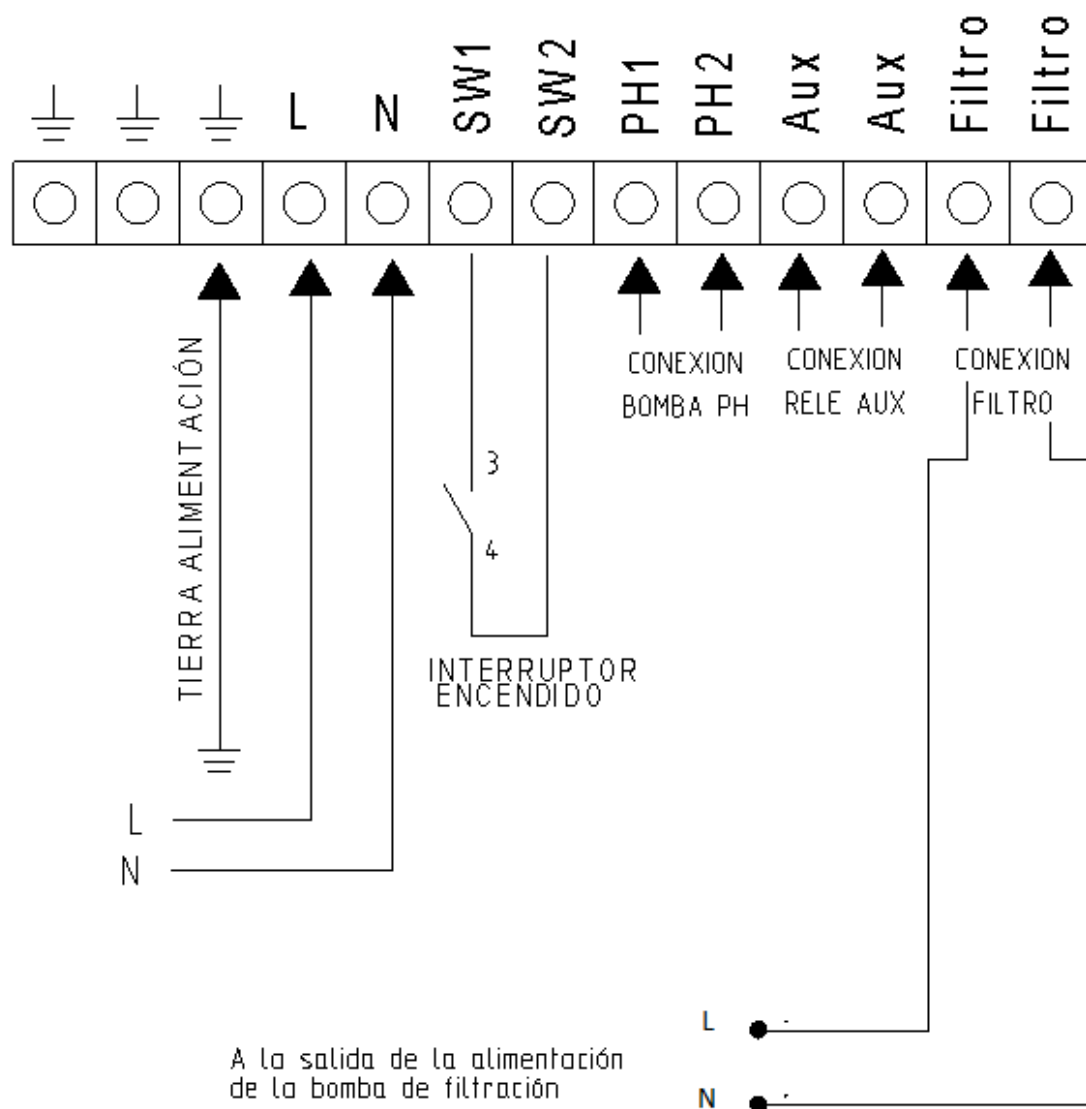 L N SW1 SW2 PH1 PH2 Aux Aux Filtro Filtro
TIERRA ALIMENTACIÓN
CONEXION
BOMBA PH
CONEXION
RELE AUX
CONEXION
FILTRO
3
4
INTERRUPTOR
ENCENDIDO
L
N
A la salida de la alimentación
de la bomba de filtración
L
N